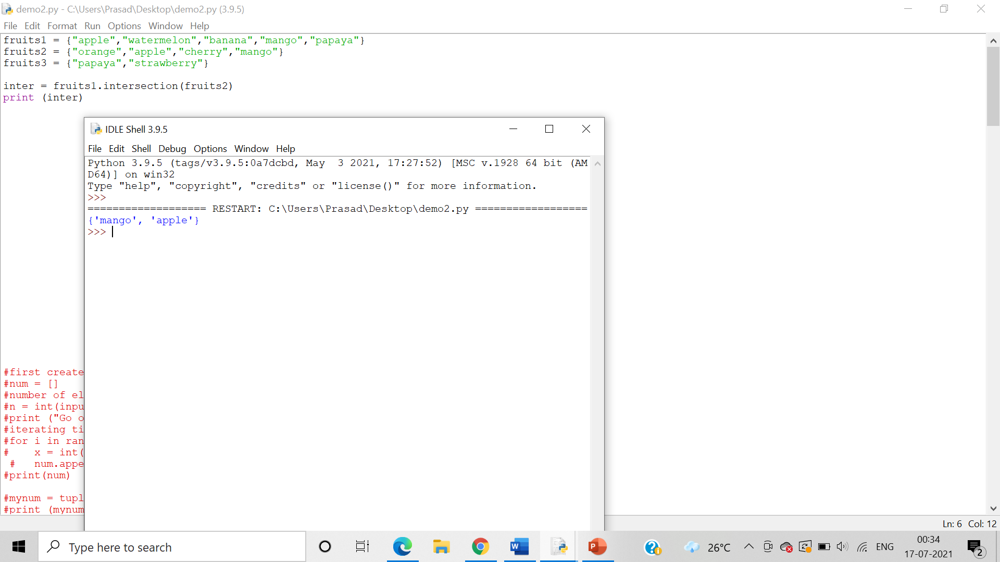 demo2.py - C:\Users\Prasad\Desktop\demo2.py (3.9.5)
File Edit Format Run Options Window Help
fruits1 = {"apple","watermelon","banana","mango","papaya"}
fruits2 = {"orange","apple","cherry","mango"}
fruits3 = {"papaya","strawberry"}
inter = fruits1.intersection(fruits2)
print (inter)
IDLE Shell 3.9.5
File Edit Shell Debug Options Window Help
Python 3.9.5 (tags/v3.9.5:0a7dcbd, May  3 2021, 17:27:52) [MSC v.1928 64 bit (AM
D64)] on win32
Type "help", "copyright", "credits" or "license()" for more information.
>>>
=================== RESTART: C:\Users\Prasad\Desktop\demo2.py ==================
{'mango', 'apple'}
>>>
#first create
#num = []
#number of el
#n = int(inpu
#print ("Go o
#iterating ti
#for i in ran
#    x = int(
 #   num.appe
#print(num)
#mynum = tupl
#print (mynum
Ln: 6 Col: 12
Type here to search
26°C
ENG
00:34
17-07-2021
2